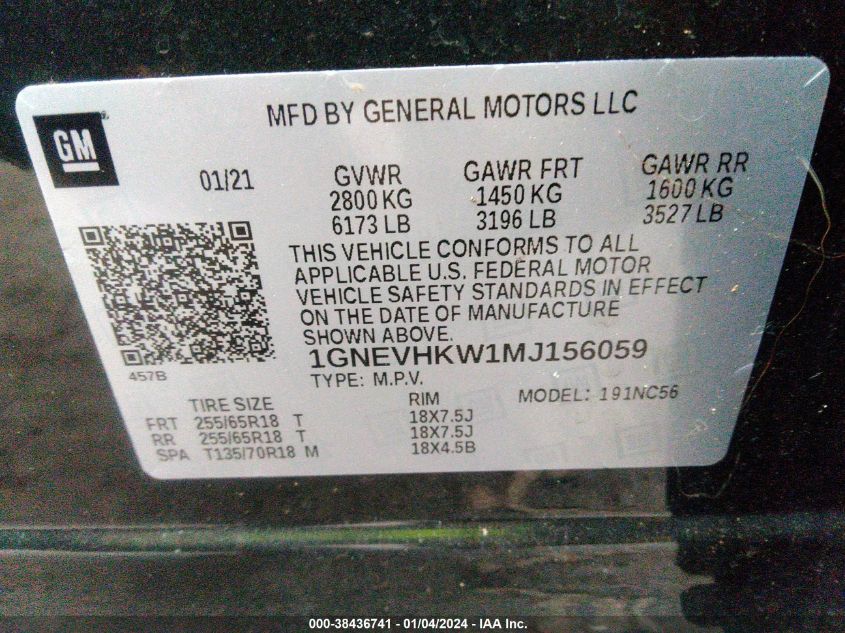 MFD BY GENERAL MOTORS LLC
GM
01/21 GVWR GAWR FRT GAWR RR
2800 KG 1450 KG 1600 KG
6173 LB 3196 LB 3527 LB
THIS VEHICLE CONFORMS TO ALL
APPLICABLE U.S. FEDERAL MOTOR
VEHICLE SAFETY STANDARDS IN EFFECT
ON THE DATE OF MANUFACTURE
SHOWN ABOVE.
1GNEVHKW1MJ156059
457B
TYPE: M.P.V. MODEL: 191NC56
TIRE SIZE RIM
FRT 255/65R18 T 18X7.5J
RR 255/65R18 T 18X7.5J
SPA T135/70R18 M 18X4.5B
000-38436741 - 01/04/2024 - IAA Inc.